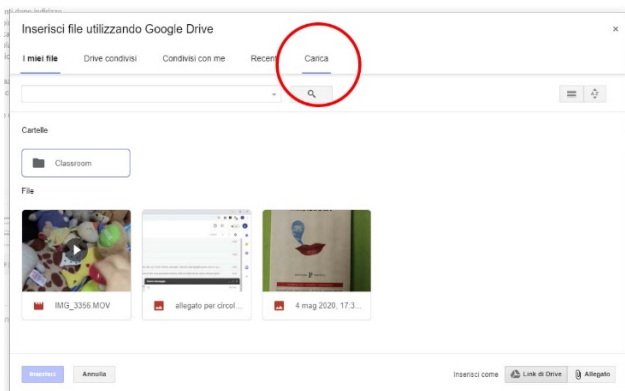 Inserisci file utilizzando Google Drive
I miei file Drive condivisi Condivisi con me Recenti Carica
Cartelle
Classroom
File
IMG_3356.MOV allegato per circol... 4 mag 2020, 17:3...
Inserisci Annulla Inserisci come Link di Drive Allegato